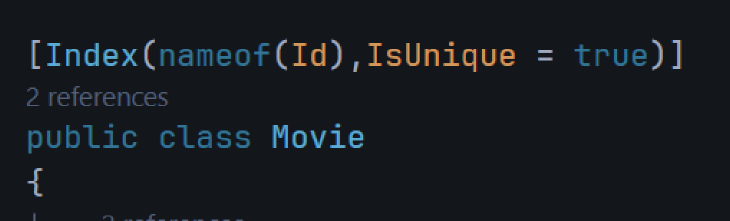 [Index(nameof(Id),IsUnique = true)]
2 references
public class Movie
{